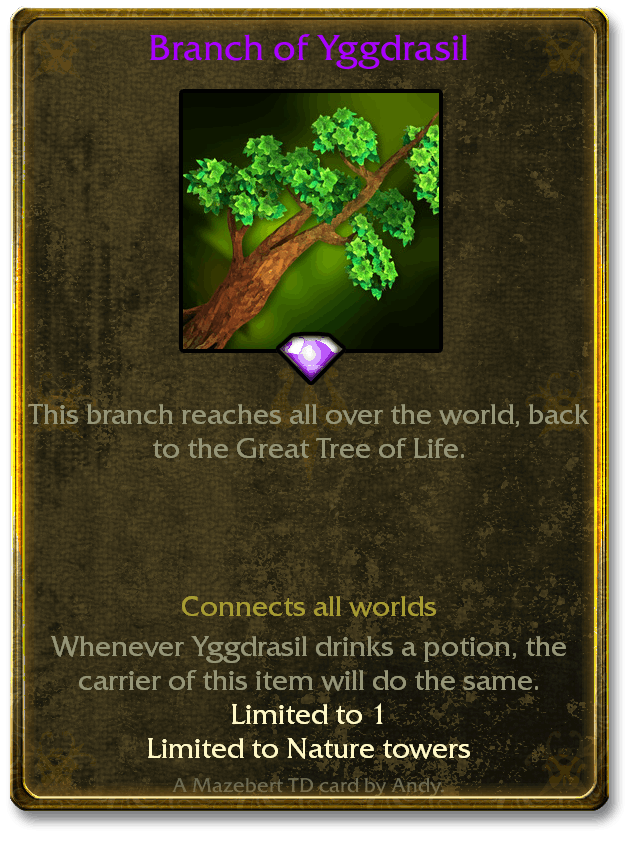 Branch of Yggdrasil
This branch reaches all over the world, back
to the Great Tree of Life.
Connects all worlds
Whenever Yggdrasil drinks a potion, the
carrier of this item will do the same.
Limited to 1
Limited to Nature towers
A Mazebert TD card by Andy.